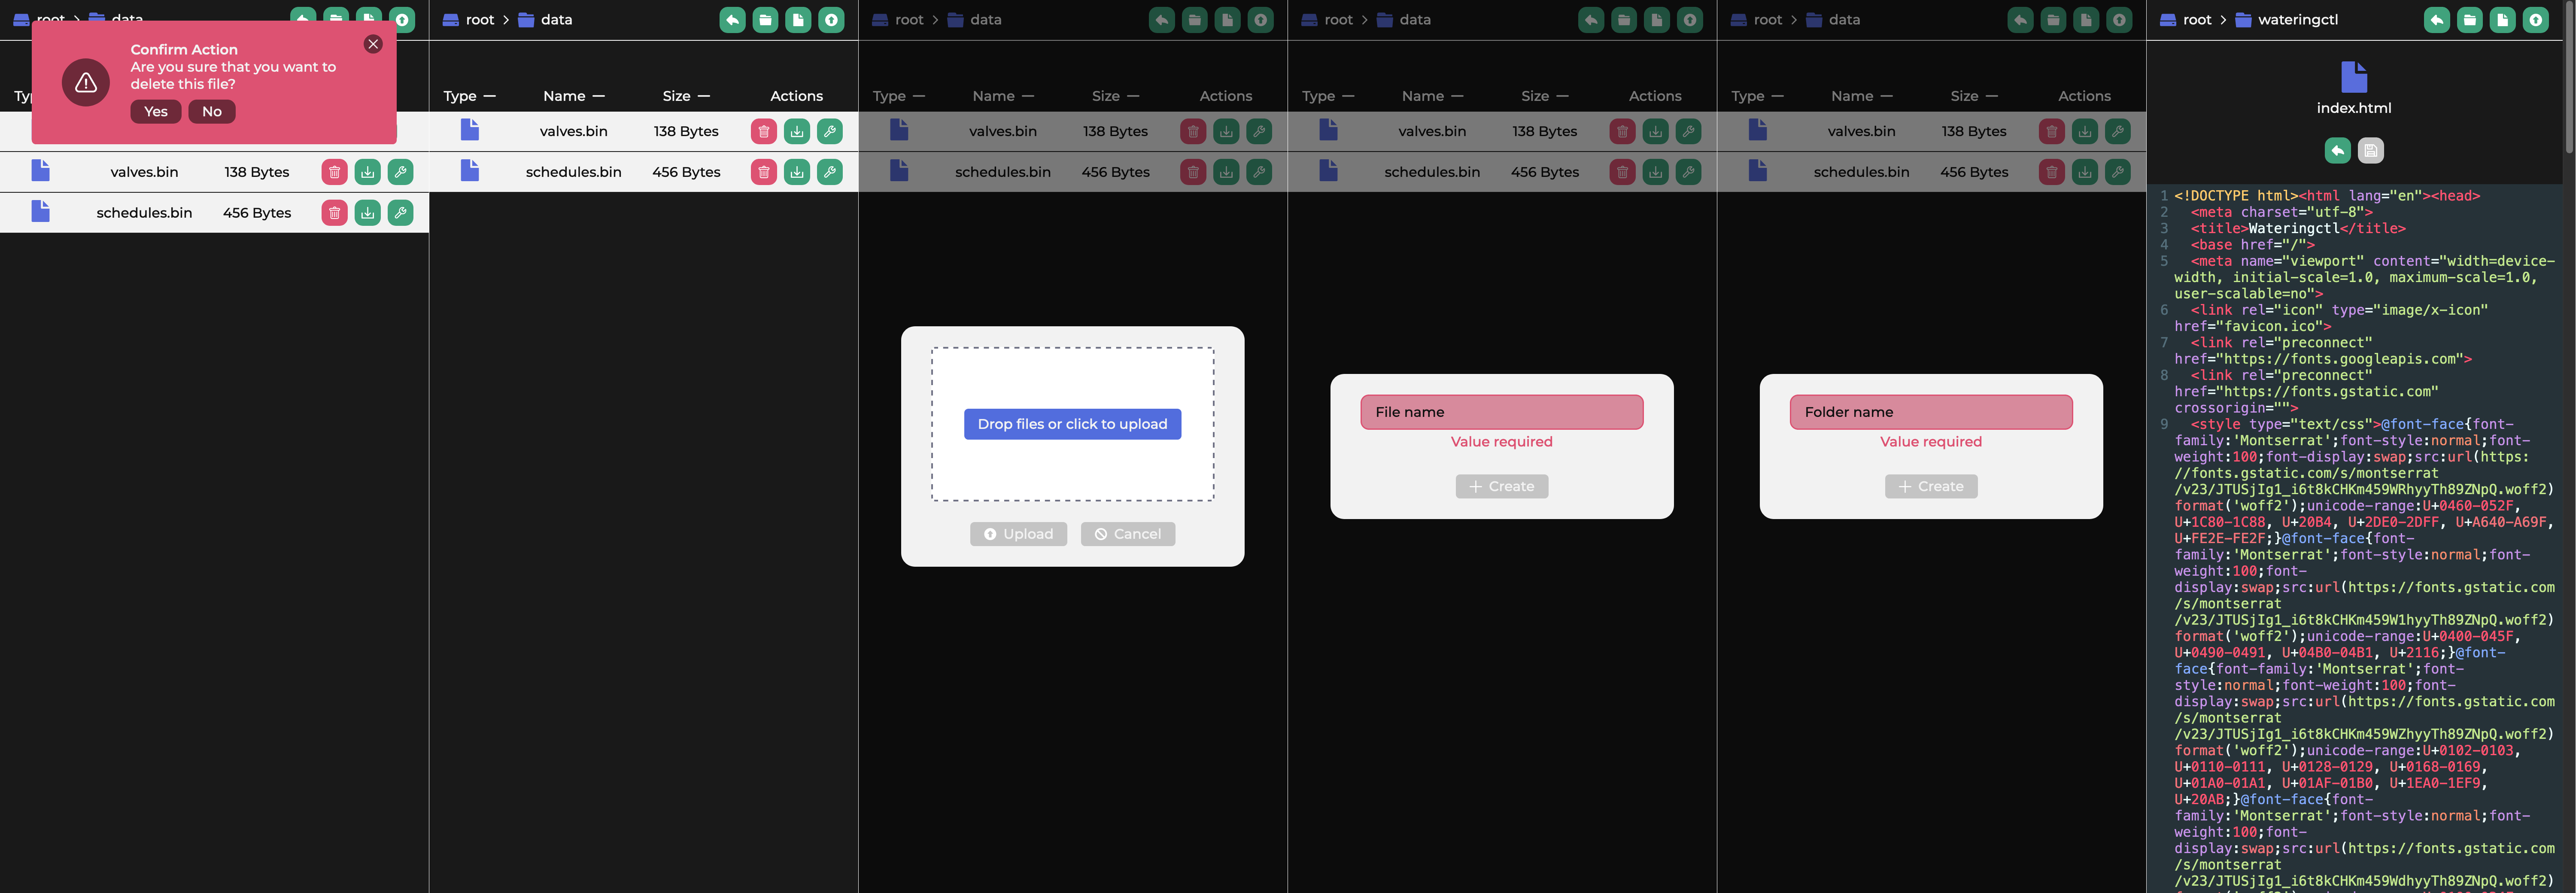 root > data
Confirm Action
Are you sure that you want to
delete this file?
Yes No
valves.bin 138 Bytes
schedules.bin 456 Bytes
root > data
Type Name Size Actions
valves.bin 138 Bytes
schedules.bin 456 Bytes
root > data
Type Name Size Actions
valves.bin 138 Bytes
schedules.bin 456 Bytes
Drop files or click to upload
Upload Cancel
root > data
Type Name Size Actions
valves.bin 138 Bytes
schedules.bin 456 Bytes
File name
Value required
Create
root > data
Type Name Size Actions
valves.bin 138 Bytes
schedules.bin 456 Bytes
Folder name
Value required
Create
root > wateringctl
index.html
1 <!DOCTYPE html><html lang="en"><head>
2 <meta charset="utf-8">
3 <title>Wateringctl</title>
4 <base href="/">
5 <meta name="viewport" content="width=device-
width, initial-scale=1.0, maximum-scale=1.0,
user-scalable=no">
6 <link rel="icon" type="image/x-icon"
href="favicon.ico">
7 <link rel="preconnect"
href="https://fonts.googleapis.com">
8 <link rel="preconnect"
href="https://fonts.gstatic.com"
crossorigin="">
9 <style type="text/css">@font-face{font-
family:'Montserrat';font-style:normal;font-
weight:100;font-display:swap;src:url(https:
//fonts.gstatic.com/s/montserrat
/v23/JTUSjIg1_i6t8kCHKm459WRhyyTh89ZNpQ.woff2)
format('woff2');unicode-range:U+0460-052F,
U+1C80-1C88, U+20B4, U+2DE0-2DFF, U+A640-A69F,
U+FE2E-FE2F;}@font-face{font-
family:'Montserrat';font-style:normal;font-
weight:100;font-
display:swap;src:url(https://fonts.gstatic.com
/s/montserrat
/v23/JTUSjIg1_i6t8kCHKm459W1hyyTh89ZNpQ.woff2)
format('woff2');unicode-range:U+0400-045F,
U+0490-0491, U+04B0-04B1, U+2116;}@font-
face{font-family:'Montserrat';font-
style:normal;font-weight:100;font-
display:swap;src:url(https://fonts.gstatic.com
/s/montserrat
/v23/JTUSjIg1_i6t8kCHKm459WZhyyTh89ZNpQ.woff2)
format('woff2');unicode-range:U+0102-0103,
U+0110-0111, U+0128-0129, U+0168-0169,
U+01A0-01A1, U+01AF-01B0, U+1EA0-1EF9,
U+20AB;}@font-face{font-
family:'Montserrat';font-style:normal;font-
weight:100;font-
display:swap;src:url(https://fonts.gstatic.com
/s/montserrat
/v23/JTUSjIg1_i6t8kCHKm459WdhyyTh89ZNpQ.woff2)